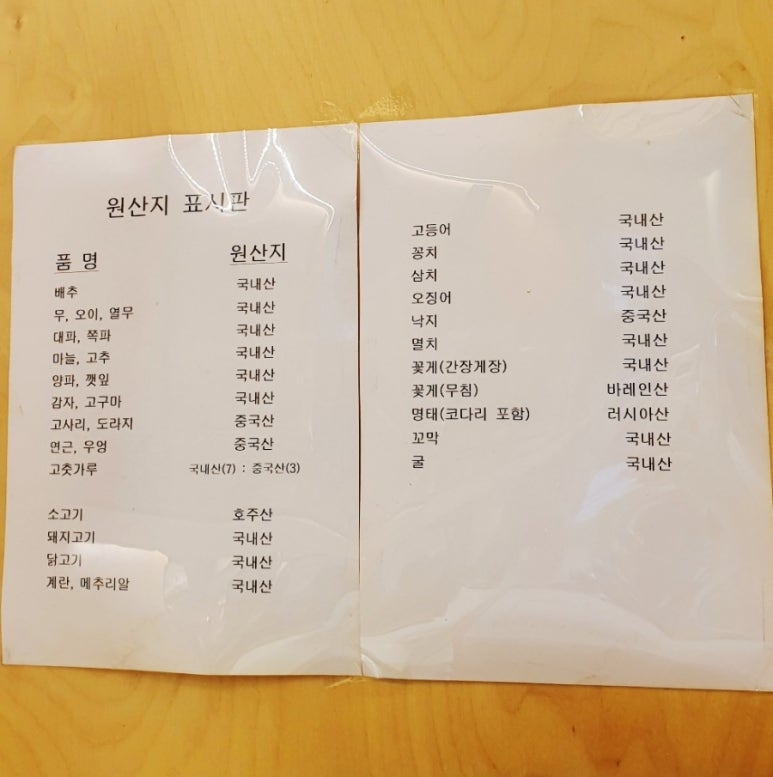 원산지 표시판
품 명 원산지
배추 국내산
무, 오이, 열무 국내산
대파, 쪽파 국내산
마늘, 고추 국내산
양파, 깻잎 국내산
감자, 고구마 국내산
고사리, 도라지 중국산
연근, 우엉 중국산
고춧가루 국내산(7) : 중국산(3)
소고기 호주산
돼지고기 국내산
닭고기 국내산
계란, 메추리알 국내산
고등어 국내산
꽁치 국내산
삼치 국내산
오징어 국내산
낙지 중국산
멸치 국내산
꽃게(간장게장) 국내산
꽃게(무침) 바레인산
명태(코다리 포함) 러시아산
꼬막 국내산
굴 국내산